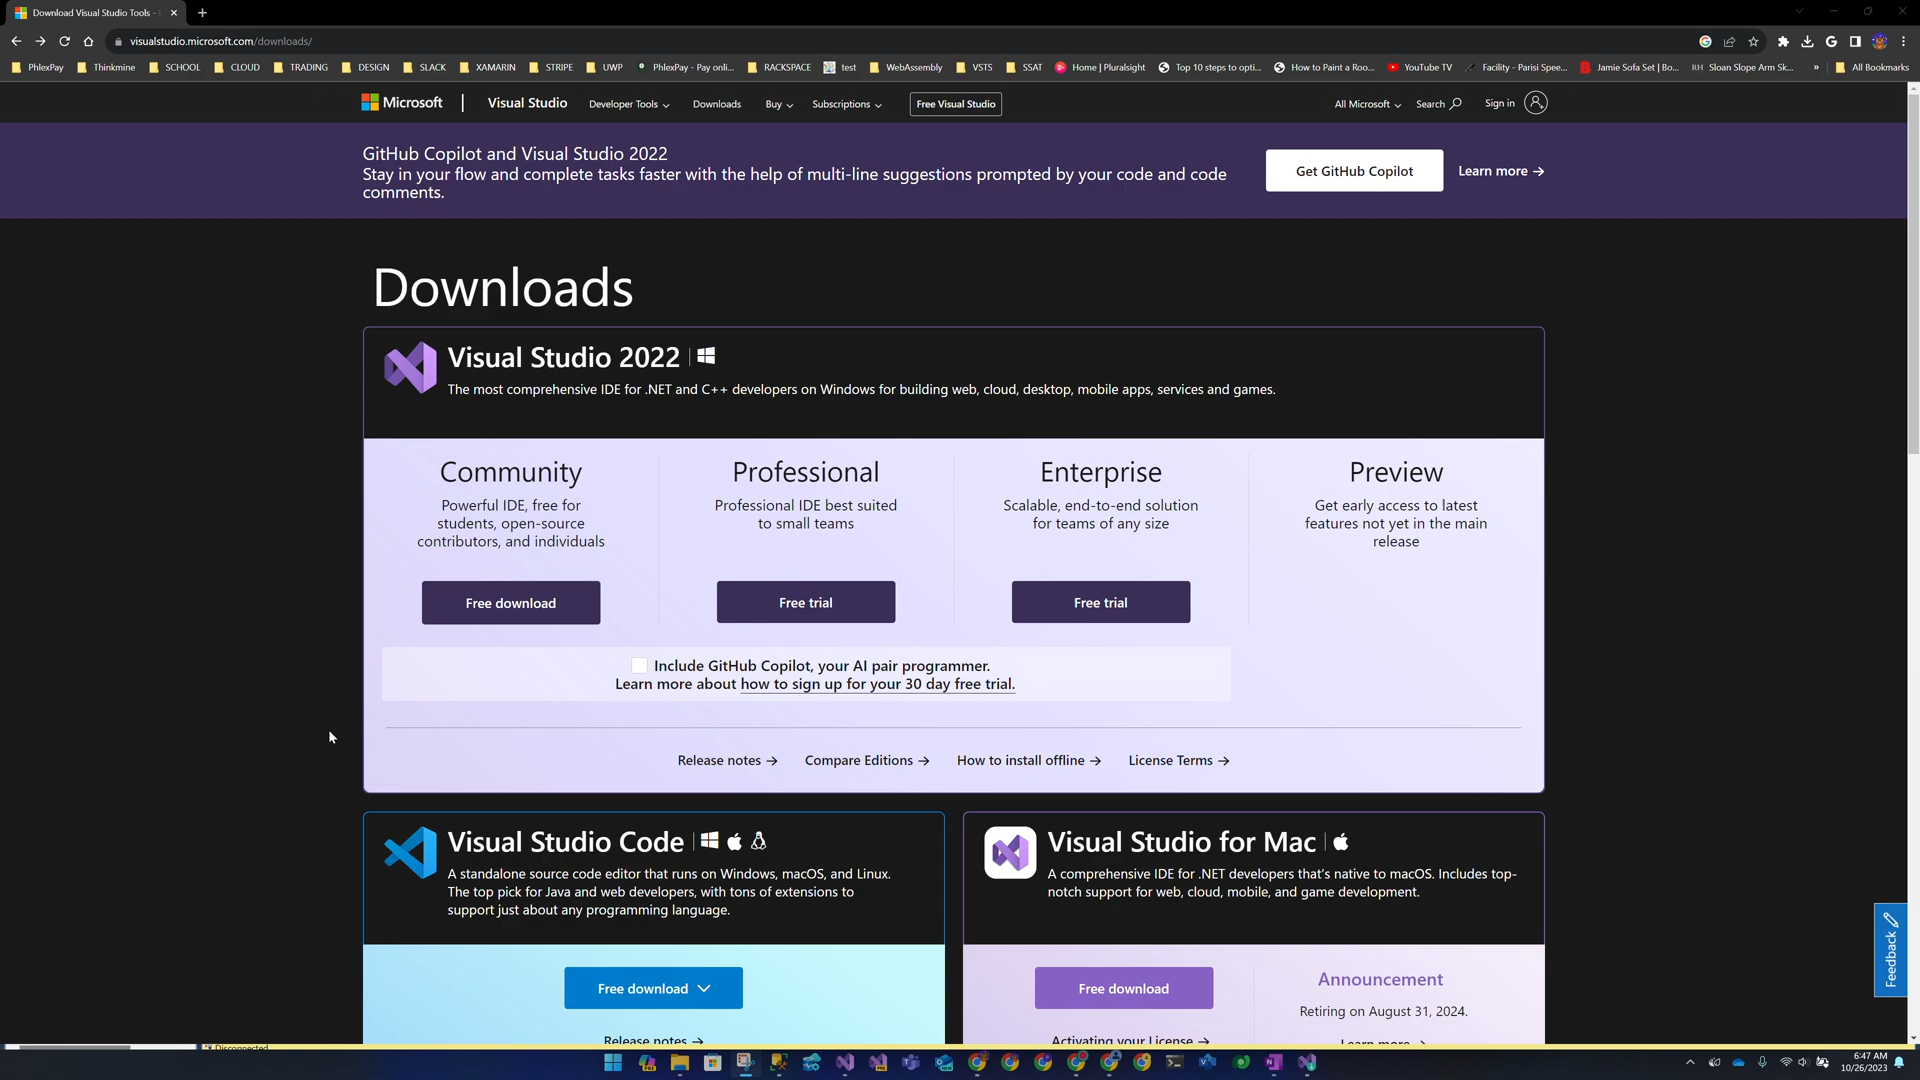 Download Visual Studio Tools -
visualstudio.microsoft.com/downloads/
PhlexPay
Thinkmine
SCHOOL
CLOUD
TRADING
DESIGN
SLACK
XAMARIN
STRIPE
UWP
PhlexPay - Pay onli...
RACKSPACE
test
WebAssembly
VSTS
SSAT
Home | Pluralsight
Top 10 steps to opti...
How to Paint a Roo...
YouTube TV
Facility - Parisi Spee...
Jamie Sofa Set | Bo...
RH Sloan Slope Arm Sk...
»
All Bookmarks
Microsoft
Visual Studio
Developer Tools
Downloads
Buy
Subscriptions
Free Visual Studio
All Microsoft
Search
Sign in
GitHub Copilot and Visual Studio 2022
Stay in your flow and complete tasks faster with the help of multi-line suggestions prompted by your code and code
comments.
Get GitHub Copilot
Learn more →
Downloads
Visual Studio 2022
The most comprehensive IDE for .NET and C++ developers on Windows for building web, cloud, desktop, mobile apps, services and games.
Community
Powerful IDE, free for
students, open-source
contributors, and individuals
Free download
Professional
Professional IDE best suited
to small teams
Free trial
Enterprise
Scalable, end-to-end solution
for teams of any size
Free trial
Preview
Get early access to latest
features not yet in the main
release
Include GitHub Copilot, your AI pair programmer.
Learn more about how to sign up for your 30 day free trial.
Release notes →
Compare Editions →
How to install offline →
License Terms →
Visual Studio Code
A standalone source code editor that runs on Windows, macOS, and Linux.
The top pick for Java and web developers, with tons of extensions to
support just about any programming language.
Free download
Release notes →
Visual Studio for Mac
A comprehensive IDE for .NET developers that's native to macOS. Includes top-
notch support for web, cloud, mobile, and game development.
Free download
Activating your License →
Announcement
Retiring on August 31, 2024.
Learn more →
Feedback
Disconnected
6:47 AM
10/26/2023